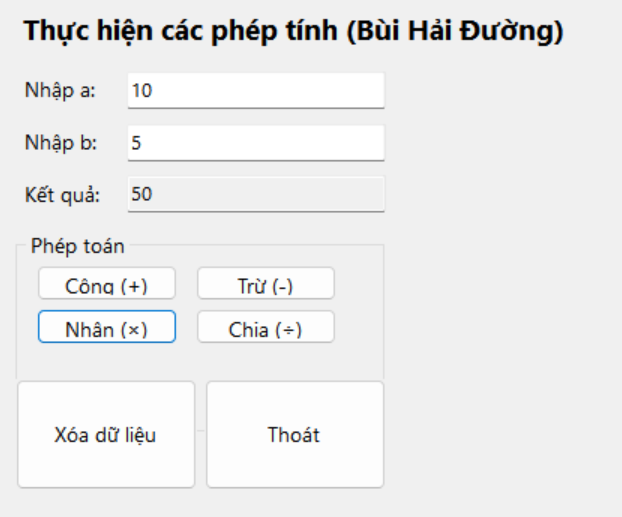 Thực hiện các phép tính (Bùi Hải Đường)
Nhập a: 10
Nhập b: 5
Kết quả: 50
Phép toán
Công (+) Trừ (-)
Nhân (×) Chia (÷)
Xóa dữ liệu Thoát